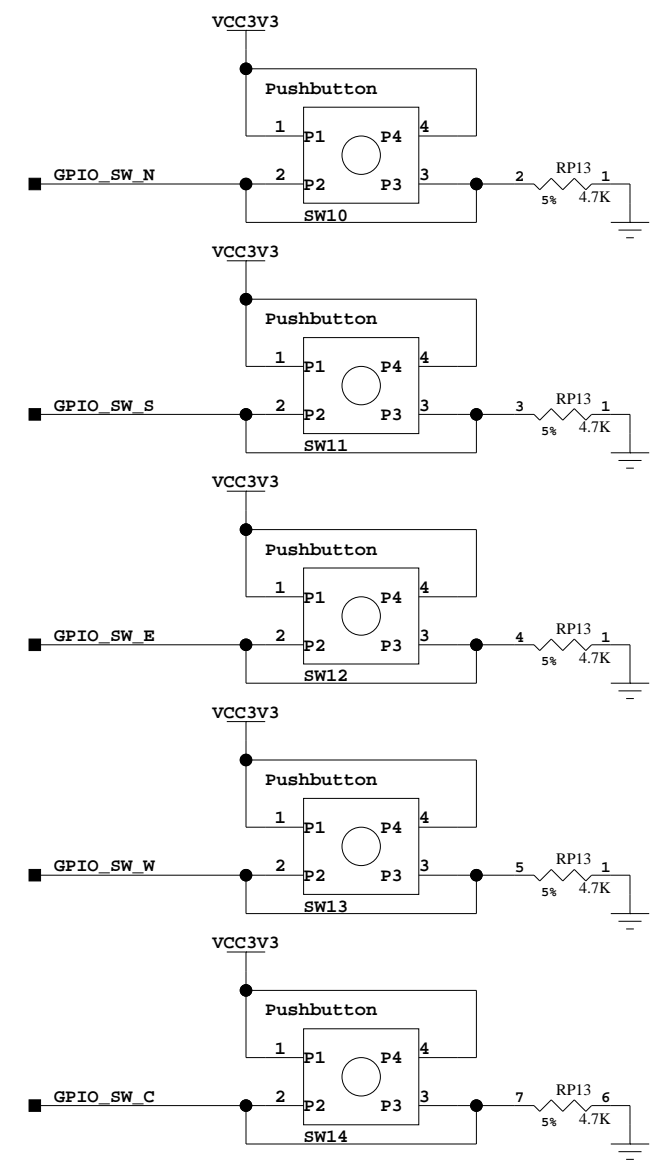 VCC3V3
Pushbutton
1 P1 P4 4
GPIO_SW_N 2 P2 P3 3 2 RP13 1
5% 4.7K
SW10
VCC3V3
Pushbutton
1 P1 P4 4
GPIO_SW_S 2 P2 P3 3 3 RP13 1
5% 4.7K
SW11
VCC3V3
Pushbutton
1 P1 P4 4
GPIO_SW_E 2 P2 P3 3 4 RP13 1
5% 4.7K
SW12
VCC3V3
Pushbutton
1 P1 P4 4
GPIO_SW_W 2 P2 P3 3 5 RP13 1
5% 4.7K
SW13
VCC3V3
Pushbutton
1 P1 P4 4
GPIO_SW_C 2 P2 P3 3 7 RP13 6
5% 4.7K
SW14